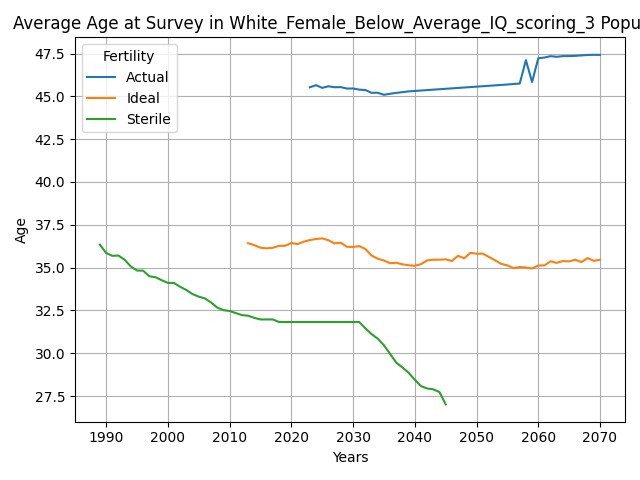 Average Age at Survey in White_Female_Below_Average_IQ_scoring_3 Popu
Fertility
Actual
Ideal
Sterile
47.5
45.0
42.5
40.0
37.5
35.0
32.5
30.0
27.5
Age
1990 2000 2010 2020 2030 2040 2050 2060 2070
Years